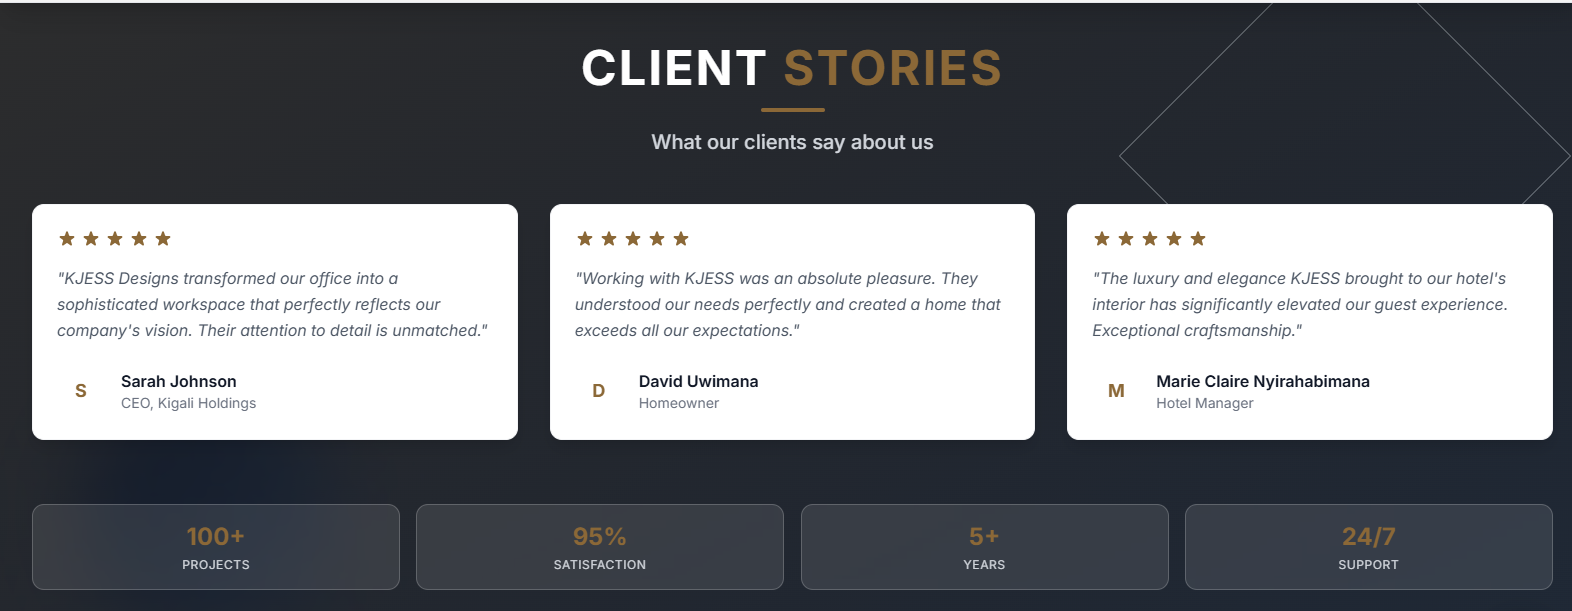 CLIENT STORIES
What our clients say about us
"KJESS Designs transformed our office into a
sophisticated workspace that perfectly reflects our
company's vision. Their attention to detail is unmatched."
S
Sarah Johnson
CEO, Kigali Holdings
"Working with KJESS was an absolute pleasure. They
understood our needs perfectly and created a home that
exceeds all our expectations."
D
David Uwimana
Homeowner
"The luxury and elegance KJESS brought to our hotel's
interior has significantly elevated our guest experience.
Exceptional craftsmanship."
M
Marie Claire Nyirahabimana
Hotel Manager
100+
PROJECTS
95%
SATISFACTION
5+
YEARS
24/7
SUPPORT